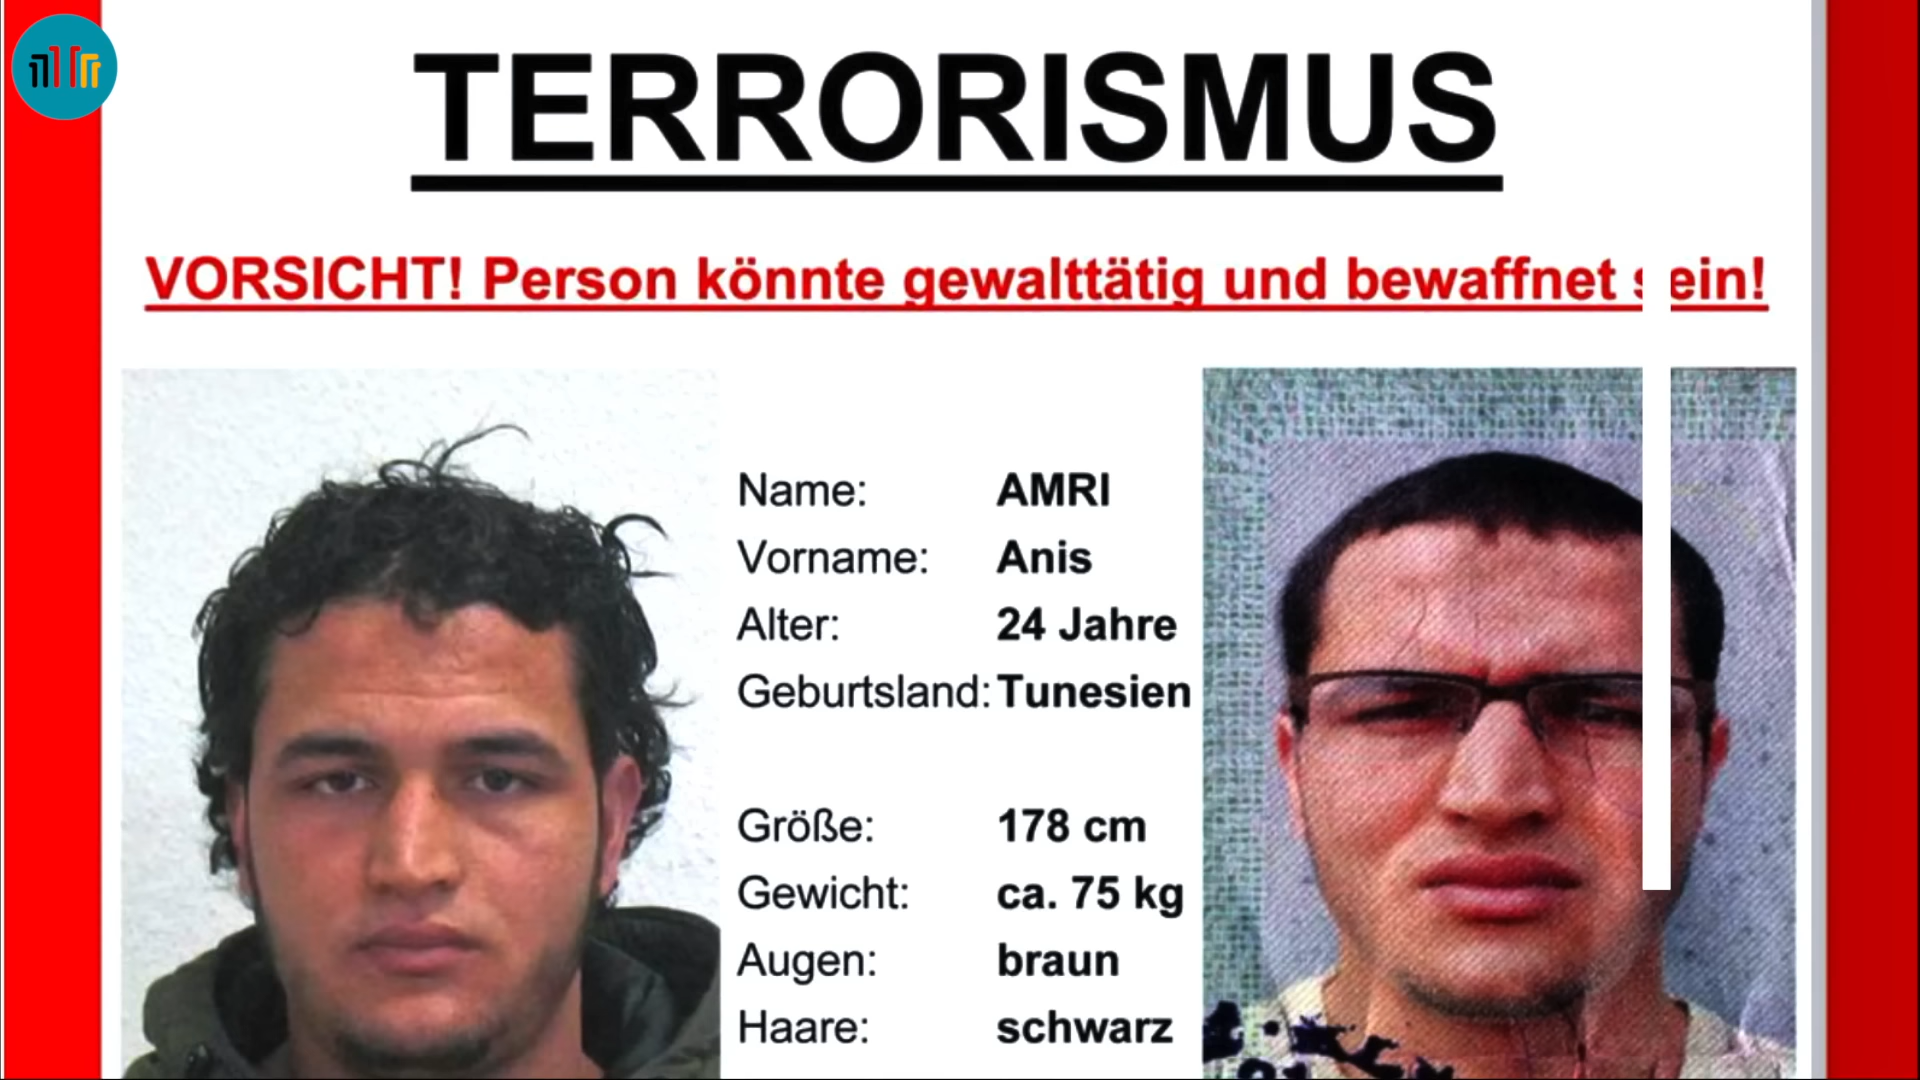 TERRORISMUS
VORSICHT! Person könnte gewalttätig und bewaffnet sein!
Name: AMRI
Vorname: Anis
Alter: 24 Jahre
Geburtsland: Tunesien
Größe: 178 cm
Gewicht: ca. 75 kg
Augen: braun
Haare: schwarz